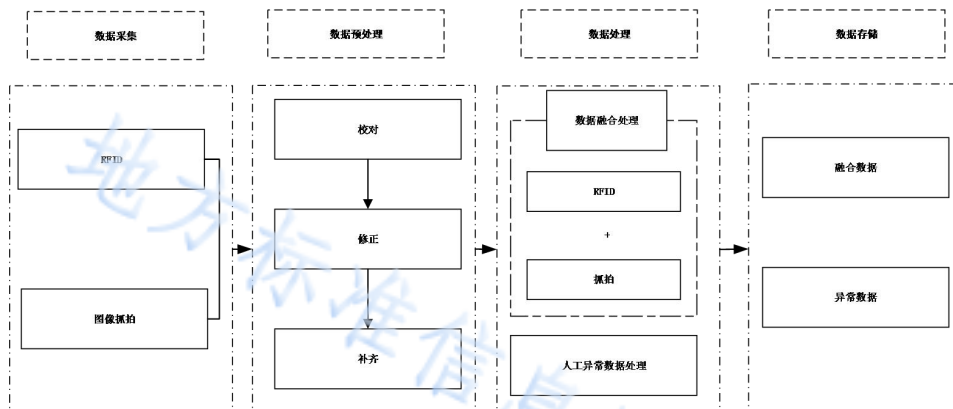 数据采集
数据预处理
数据处理
数据存储
RFID
图像抓拍
校对
修正
补齐
数据融合处理
RFID
+
抓拍
人工异常数据处理
融合数据
异常数据
地方标准信息